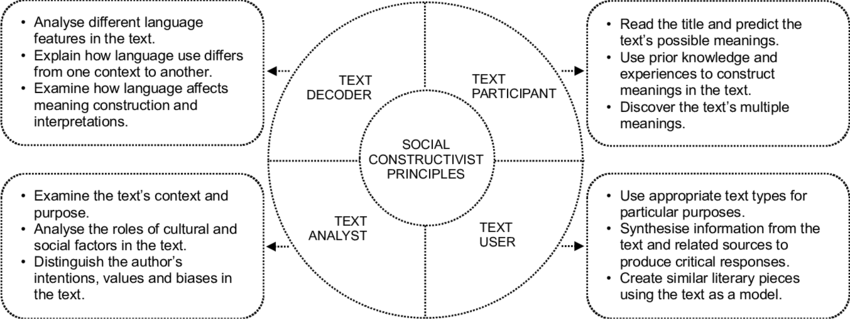 • Analyse different language
features in the text.
• Explain how language use differs
from one context to another.
• Examine how language affects
meaning construction and
interpretations.
TEXT
DECODER
TEXT
PARTICIPANT
• Read the title and predict the
text's possible meanings.
• Use prior knowledge and
experiences to construct
meanings in the text.
• Discover the text's multiple
meanings.
SOCIAL
CONSTRUCTIVIST
PRINCIPLES
• Examine the text's context and
purpose.
• Analyse the roles of cultural and
social factors in the text.
• Distinguish the author's
intentions, values and biases in
the text.
TEXT
ANALYST
TEXT
USER
• Use appropriate text types for
particular purposes.
• Synthesise information from the
text and related sources to
produce critical responses.
• Create similar literary pieces
using the text as a model.